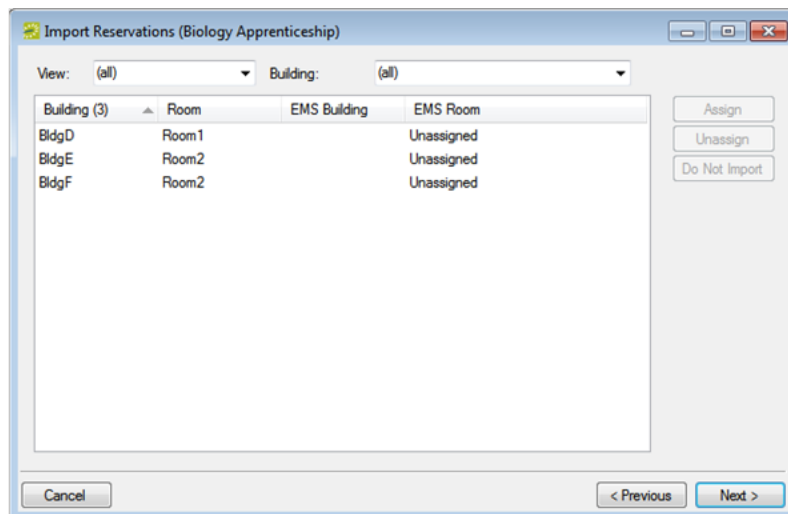 Import Reservations (Biology Apprenticeship)
View: (all) Building: (all)
Building (3) Room EMS Building EMS Room
BldgD Room1 Unassigned
BldgE Room2 Unassigned
BldgF Room2 Unassigned
Assign
Unassign
Do Not Import
Cancel < Previous Next >